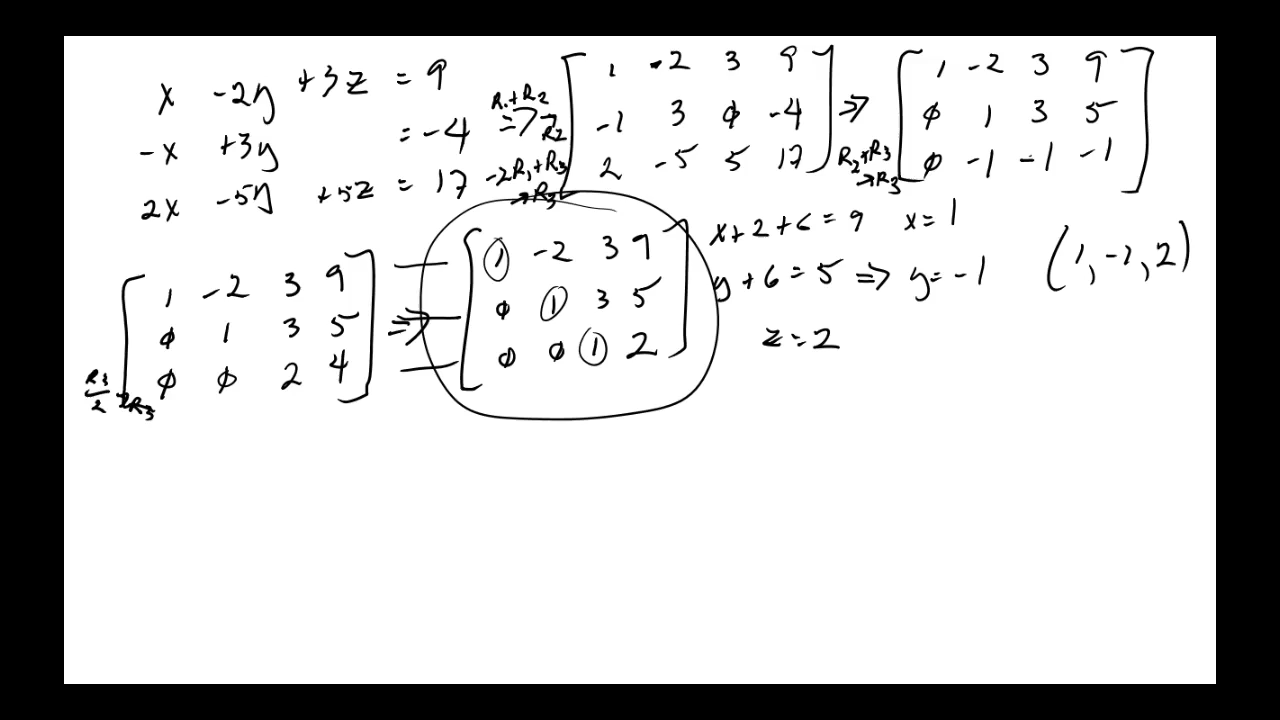 x -2y +3z = 9
-x +3y = -4
2x -5y +5z = 17
R₁+R₂ => → R₂
-2R₁+R₃ → R₃
1 -2 3 9
-1 3 0 -4
2 -5 5 17
=>
R₂+R₃ → R₃
1 -2 3 9
0 1 3 5
0 -1 -1 -1
1 -2 3 9
0 1 3 5
0 0 2 4
R₃/2 → R₃
=>
1 -2 3 9
0 1 3 5
0 0 1 2
x+2+6=9 x=1
y+6=5 => y=-1
z=2
(1, -1, 2)